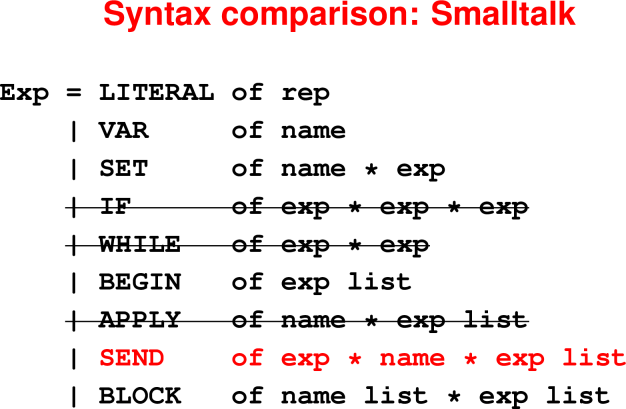 Syntax comparison: Smalltalk
Exp = LITERAL of rep
| VAR of name
| SET of name * exp
| IF of exp * exp * exp
| WHILE of exp * exp
| BEGIN of exp list
| APPLY of name * exp list
| SEND of exp * name * exp list
| BLOCK of name list * exp list